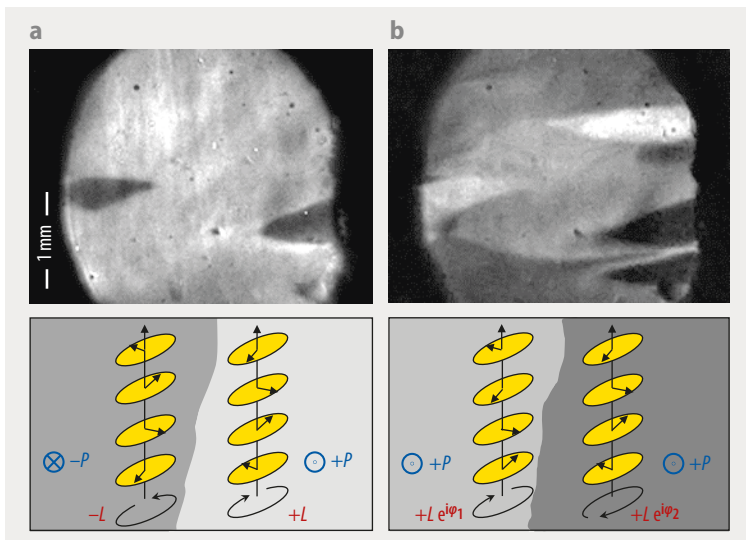 a
b
1 mm
–P
+P
–L
+L
+P
+P
+L e^iφ1
+L e^iφ2